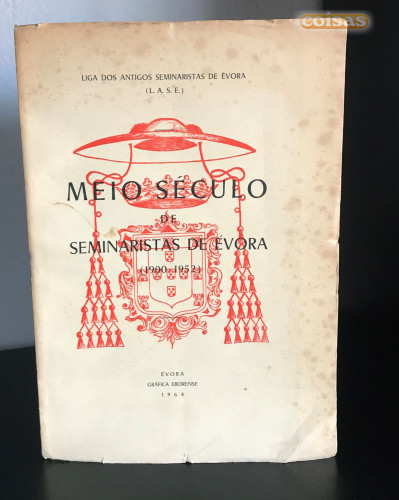 coisas
LIGA DOS ANTIGOS SEMINARISTAS DE ÉVORA
(L. A. S. E.)
MEIO SÉCULO
DE
SEMINARISTAS DE ÉVORA
(1900-1952)
ÉVORA
GRÁFICA EBORENSE
1964